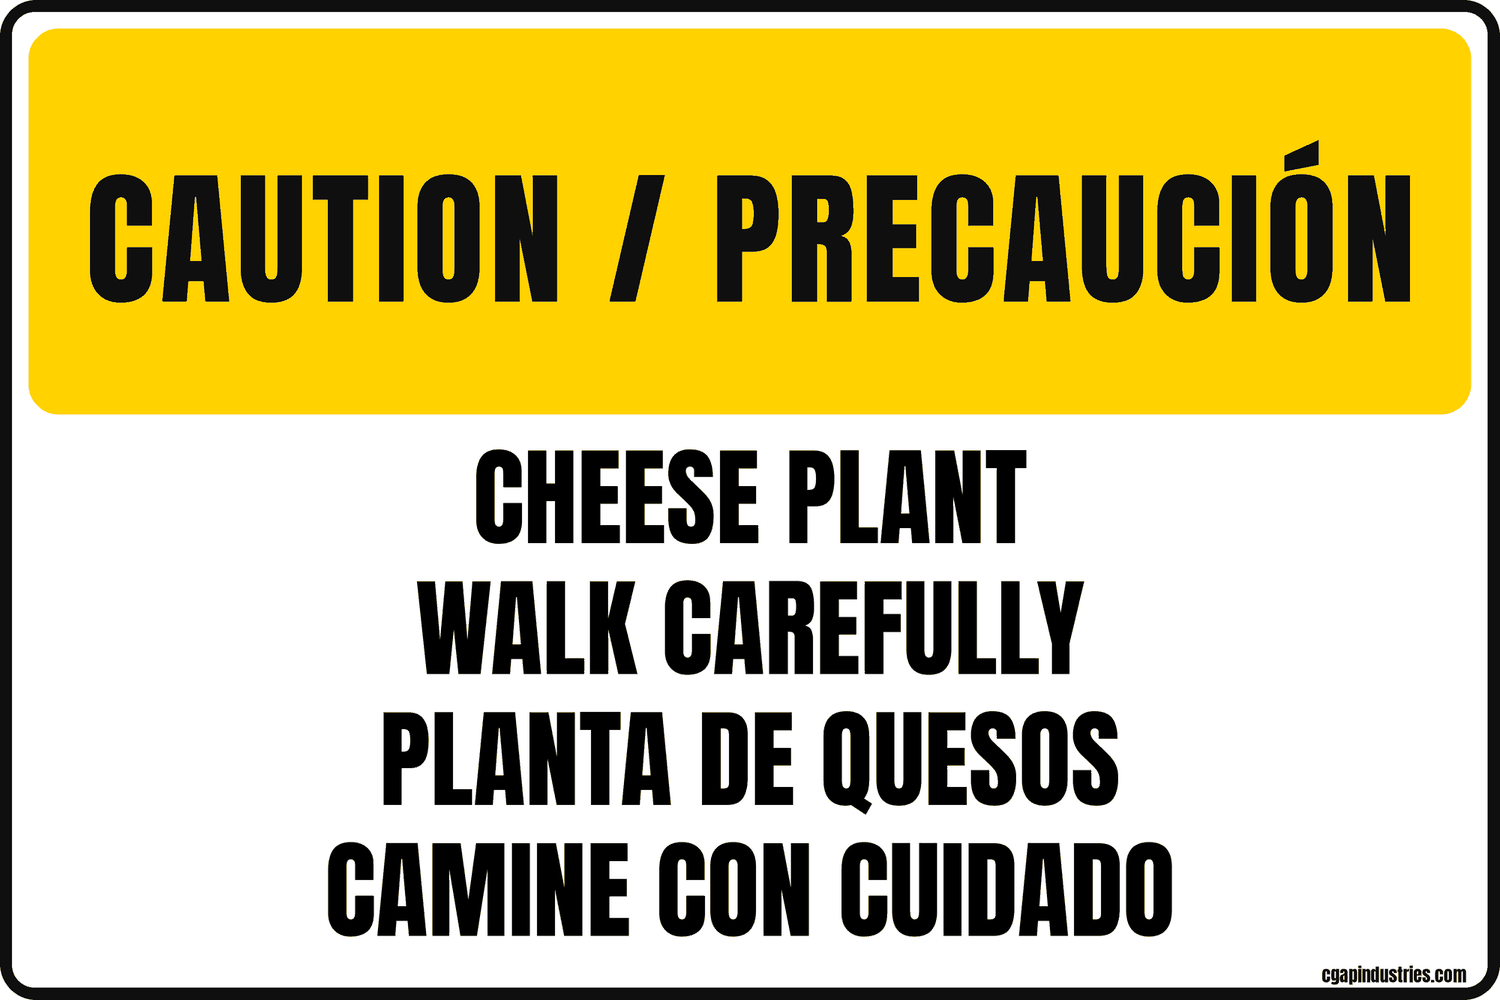 CAUTION / PRECAUCIÓN
CHEESE PLANT
WALK CAREFULLY
PLANTA DE QUESOS
CAMINE CON CUIDADO
cgapindustries.com